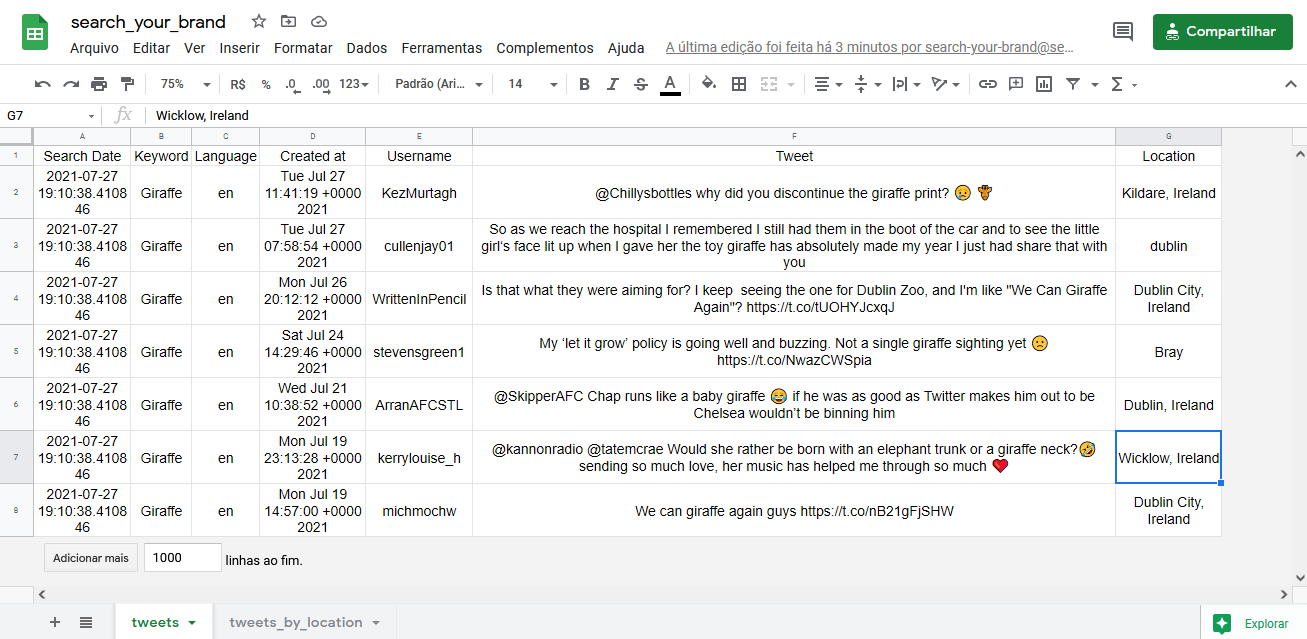 search_your_brand
Arquivo Editar Ver Inserir Formatar Dados Ferramentas Complementos Ajuda A última edição foi feita há 3 minutos por search-your-brand@se…
Compartilhar
75% R$ % .0 .00 123 Padrão (Ari... 14 B I S A
G7 fx Wicklow, Ireland
A B C D E F G
1 Search Date Keyword Language Created at Username Tweet Location
2 2021-07-27 19:10:38.4108 46 Giraffe en Tue Jul 27 11:41:19 +0000 2021 KezMurtagh @Chillysbottles why did you discontinue the giraffe print? 😥 🤠 Kildare, Ireland
3 2021-07-27 19:10:38.4108 46 Giraffe en Tue Jul 27 07:58:54 +0000 2021 cullenjay01 So as we reach the hospital I remembered I still had them in the boot of the car and to see the little girl's face lit up when I gave her the toy giraffe has absolutely made my year I just had share that with you dublin
4 2021-07-27 19:10:38.4108 46 Giraffe en Mon Jul 26 20:12:12 +0000 2021 WrittenInPencil Is that what they were aiming for? I keep  seeing the one for Dublin Zoo, and I'm like "We Can Giraffe Again"? https://t.co/tUOHYJcxqJ Dublin City, Ireland
5 2021-07-27 19:10:38.4108 46 Giraffe en Sat Jul 24 14:29:46 +0000 2021 stevensgreen1 My ‘let it grow’ policy is going well and buzzing. Not a single giraffe sighting yet 🙁 https://t.co/NwazCWSpia Bray
6 2021-07-27 19:10:38.4108 46 Giraffe en Wed Jul 21 10:38:52 +0000 2021 ArranAFCSTL @SkipperAFC Chap runs like a baby giraffe 😂 if he was as good as Twitter makes him out to be Chelsea wouldn’t be binning him Dublin, Ireland
7 2021-07-27 19:10:38.4108 46 Giraffe en Mon Jul 19 23:13:28 +0000 2021 kerrylouise_h @kannonradio @tatemcrae Would she rather be born with an elephant trunk or a giraffe neck?🤣 sending so much love, her music has helped me through so much ❤️ Wicklow, Ireland
8 2021-07-27 19:10:38.4108 46 Giraffe en Mon Jul 19 14:57:00 +0000 2021 michmochw We can giraffe again guys https://t.co/nB21gFjSHW Dublin City, Ireland
Adicionar mais 1000 linhas ao fim.
tweets tweets_by_location Explorar